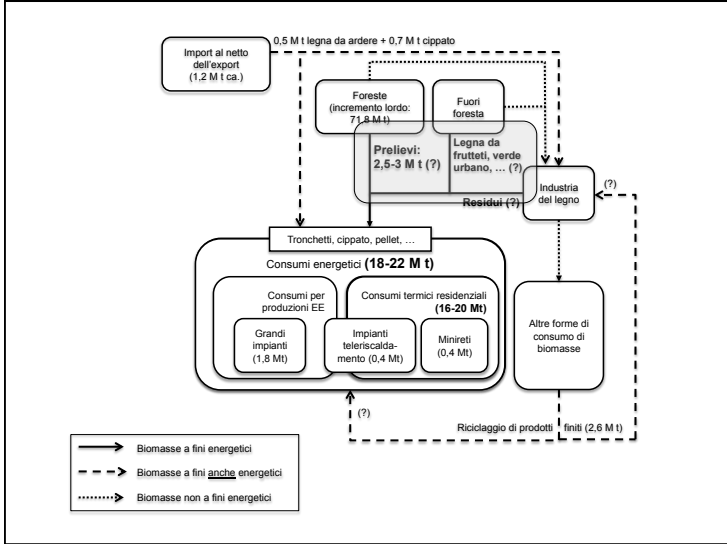 0,5 M t legna da ardere + 0,7 M t cippato
Import al netto
dell'export
(1,2 M t ca.)
Foreste
(incremento lordo:
71,8 M t)
Fuori
foresta
Prelievi:
2,5-3 M t (?)
Legna da
frutteti, verde
urbano, ... (?)
Residui (?)
Industria
del legno
(?)
Tronchetti, cippato, pellet, ...
Consumi energetici (18-22 M t)
Consumi per
produzioni EE
Consumi termici residenziali
(16-20 Mt)
Grandi
impianti
(1,8 Mt)
Impianti
teleriscalda-
mento (0,4 Mt)
Minireti
(0,4 Mt)
Altre forme di
consumo di
biomasse
(?)
Riciclaggio di prodotti finiti (2,6 M t)
Biomasse a fini energetici
Biomasse a fini anche energetici
Biomasse non a fini energetici